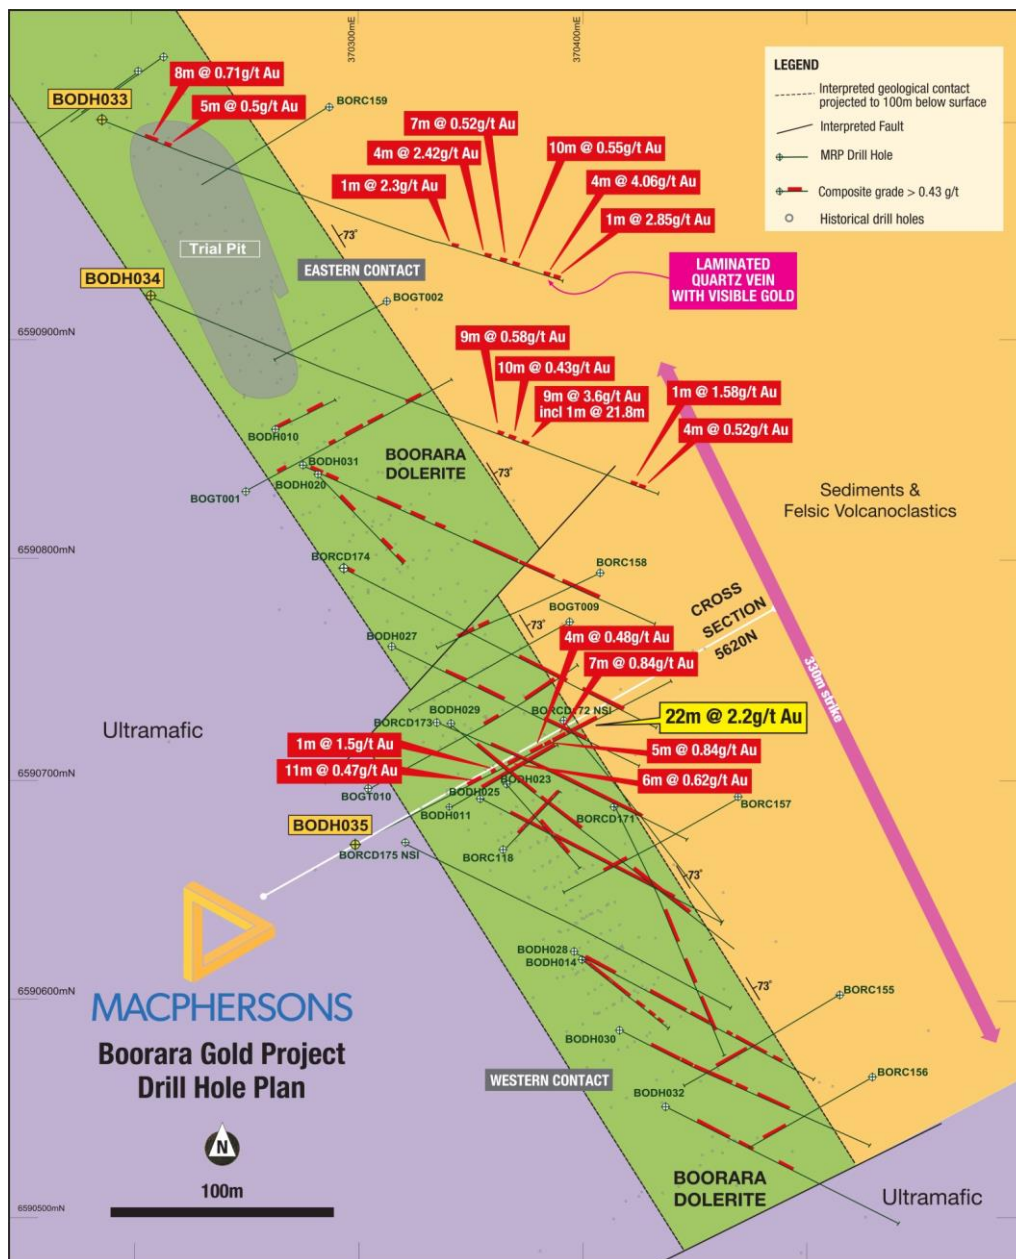 370300mE
370400mE
LEGEND
Interpreted geological contact
projected to 100m below surface
Interpreted Fault
MRP Drill Hole
Composite grade > 0.43 g/t
Historical drill holes
8m @ 0.71g/t Au
BODH033
5m @ 0.5g/t Au
BORC159
7m @ 0.52g/t Au
4m @ 2.42g/t Au
10m @ 0.55g/t Au
1m @ 2.3g/t Au
4m @ 4.06g/t Au
1m @ 2.85g/t Au
73°
Trial Pit
EASTERN CONTACT
LAMINATED
QUARTZ VEIN
WITH VISIBLE GOLD
BODH034
BOGT002
6590900mN
9m @ 0.58g/t Au
10m @ 0.43g/t Au
9m @ 3.6g/t Au
incl 1m @ 21.8m
1m @ 1.58g/t Au
4m @ 0.52g/t Au
BODH010
BOORARA
DOLERITE
BODH031
BODH020
73°
BOGT001
Sediments &
Felsic Volcanoclastics
6590800mN
BORCD174
BORC158
BOGT009
CROSS
SECTION
5620N
73°
4m @ 0.48g/t Au
BODH027
7m @ 0.84g/t Au
330m strike
Ultramafic
BODH029
BORCD173
BORCD172 NSI
22m @ 2.2g/t Au
1m @ 1.5g/t Au
5m @ 0.84g/t Au
11m @ 0.47g/t Au
6m @ 0.62g/t Au
6590700mN
BODH023
BOGT010
BODH025
BODH011
BORCD171
BORC157
BODH035
BORCD175 NSI
BORC118
73°
BODH028
BODH014
73°
BORC155
6590600mN
MACPHERSONS
BODH030
Boorara Gold Project
Drill Hole Plan
WESTERN CONTACT
BORC156
BODH032
N
100m
BOORARA
DOLERITE
Ultramafic
6590500mN